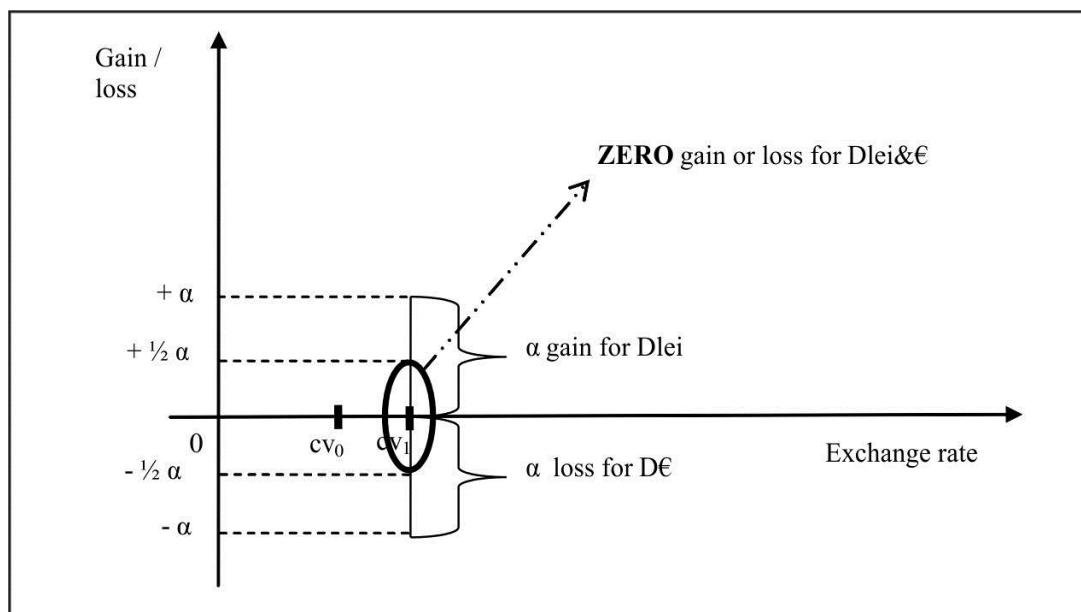 Gain /
loss
ZERO gain or loss for Dlei&€
+ α
+ ½ α
α gain for Dlei
0
cv₀
cv₁
Exchange rate
- ½ α
α loss for D€
- α